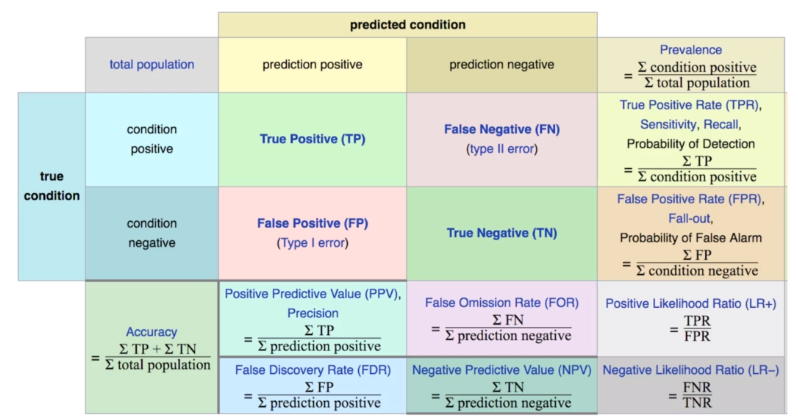 predicted condition
total population
prediction positive
prediction negative
Prevalence
= Σ condition positive
Σ total population
true
condition
condition
positive
True Positive (TP)
False Negative (FN)
(type II error)
True Positive Rate (TPR),
Sensitivity, Recall,
Probability of Detection
= Σ TP
Σ condition positive
condition
negative
False Positive (FP)
(Type I error)
True Negative (TN)
False Positive Rate (FPR),
Fall-out,
Probability of False Alarm
= Σ FP
Σ condition negative
Accuracy
= Σ TP + Σ TN
Σ total population
Positive Predictive Value (PPV),
Precision
= Σ TP
Σ prediction positive
False Omission Rate (FOR)
= Σ FN
Σ prediction negative
Positive Likelihood Ratio (LR+)
= TPR
FPR
False Discovery Rate (FDR)
= Σ FP
Σ prediction positive
Negative Predictive Value (NPV)
= Σ TN
Σ prediction negative
Negative Likelihood Ratio (LR−)
= FNR
TNR